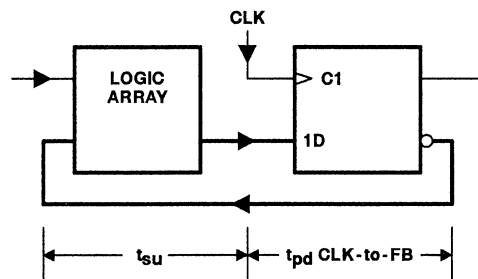 CLK
LOGIC
ARRAY
C1
1D
tsu
tpd CLK-to-FB